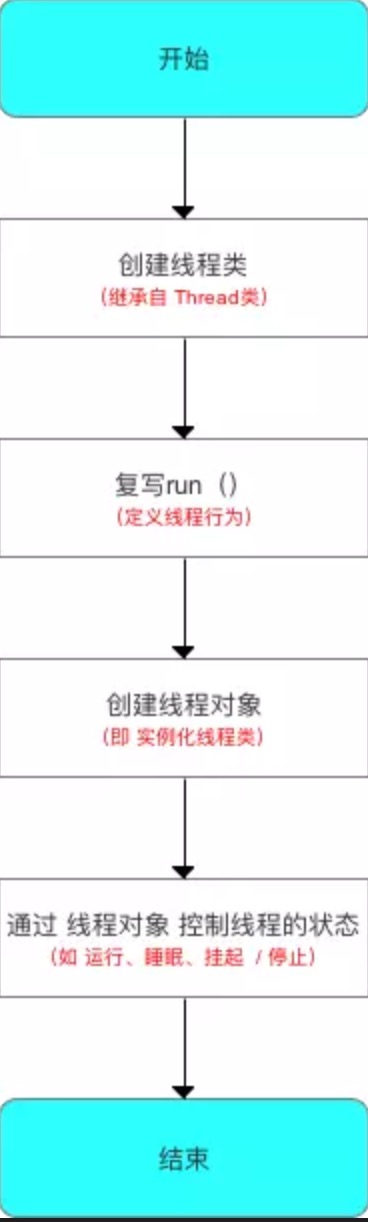 开始
创建线程类
（继承自 Thread类）
复写run（）
（定义线程行为）
创建线程对象
（即 实例化线程类）
通过 线程对象 控制线程的状态
（如 运行、睡眠、挂起 / 停止）
结束